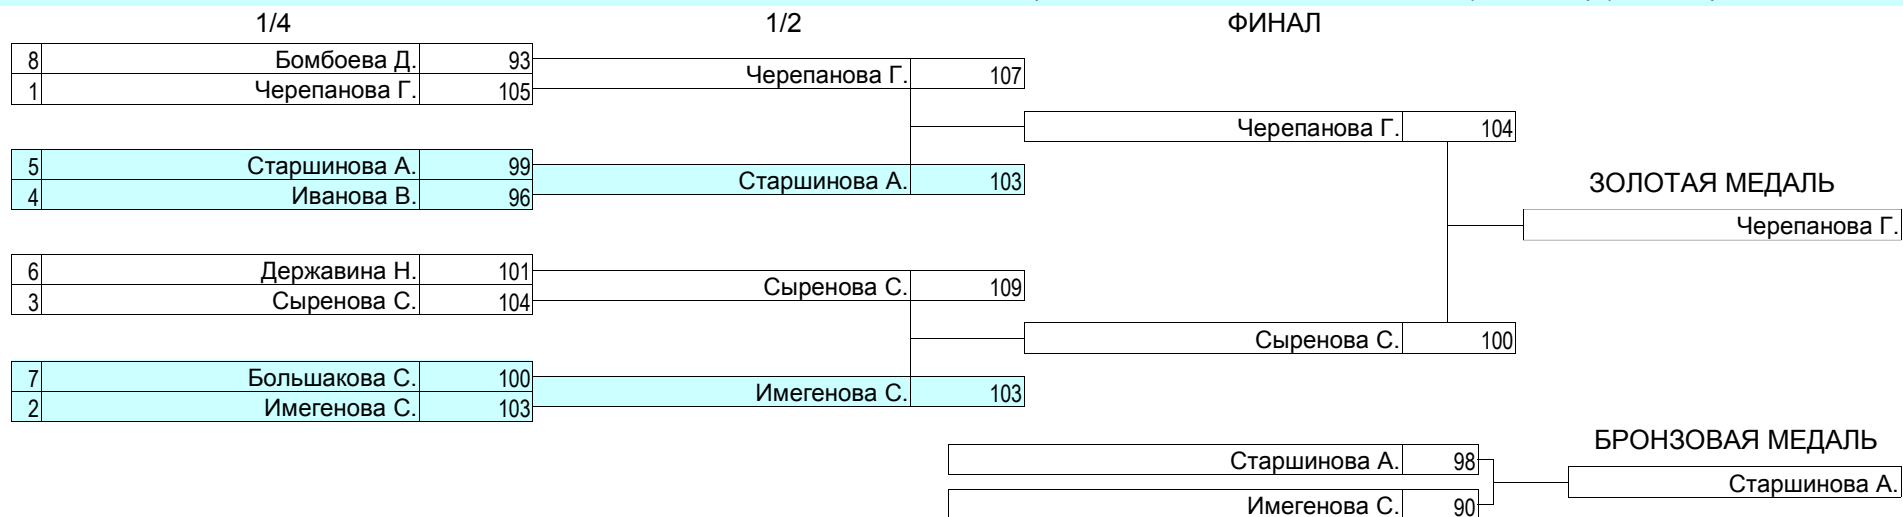 1/4 1/2 ФИНАЛ
8 Бомбоева Д. 93
1 Черепанова Г. 105
Черепанова Г. 107
Черепанова Г. 104
5 Старшинова А. 99
4 Иванова В. 96
Старшинова А. 103
ЗОЛОТАЯ МЕДАЛЬ
Черепанова Г.
6 Державина Н. 101
3 Сыренова С. 104
Сыренова С. 109
Сыренова С. 100
7 Большакова С. 100
2 Имегенова С. 103
Имегенова С. 103
БРОНЗОВАЯ МЕДАЛЬ
Старшинова А. 98
Старшинова А.
Имегенова С. 90